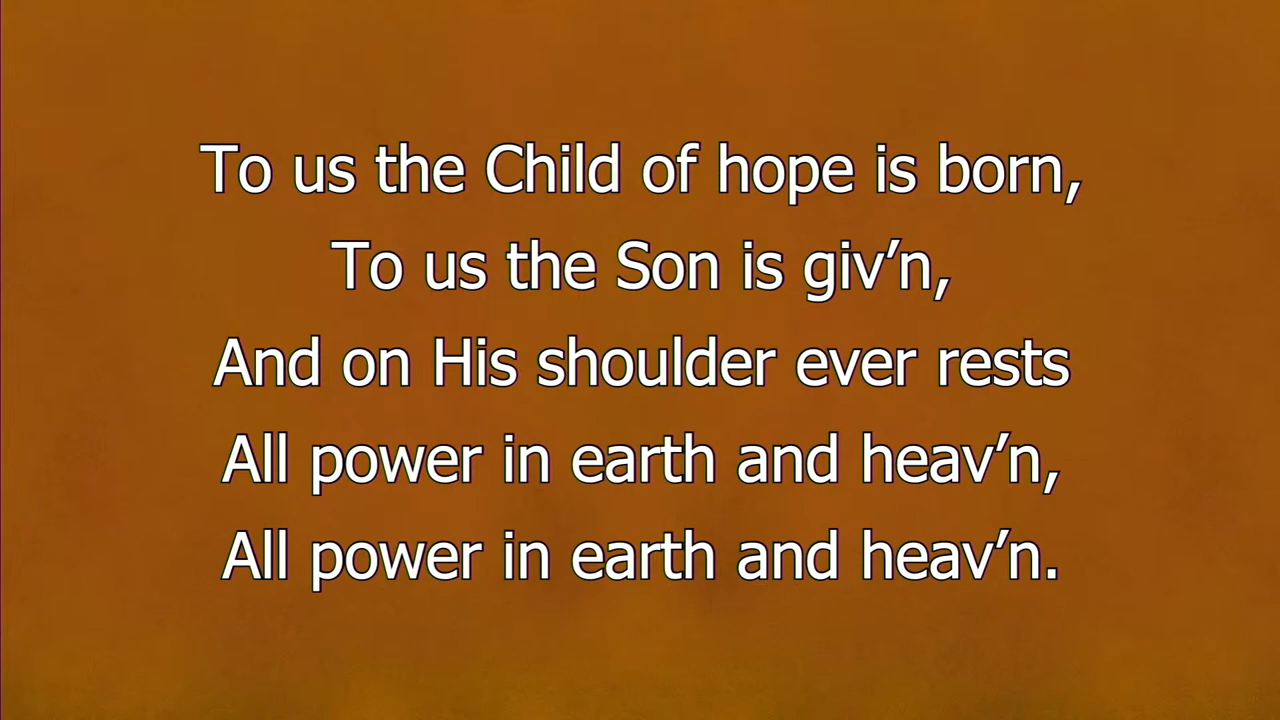 To us the Child of hope is born,
To us the Son is giv’n,
And on His shoulder ever rests
All power in earth and heav’n,
All power in earth and heav’n.